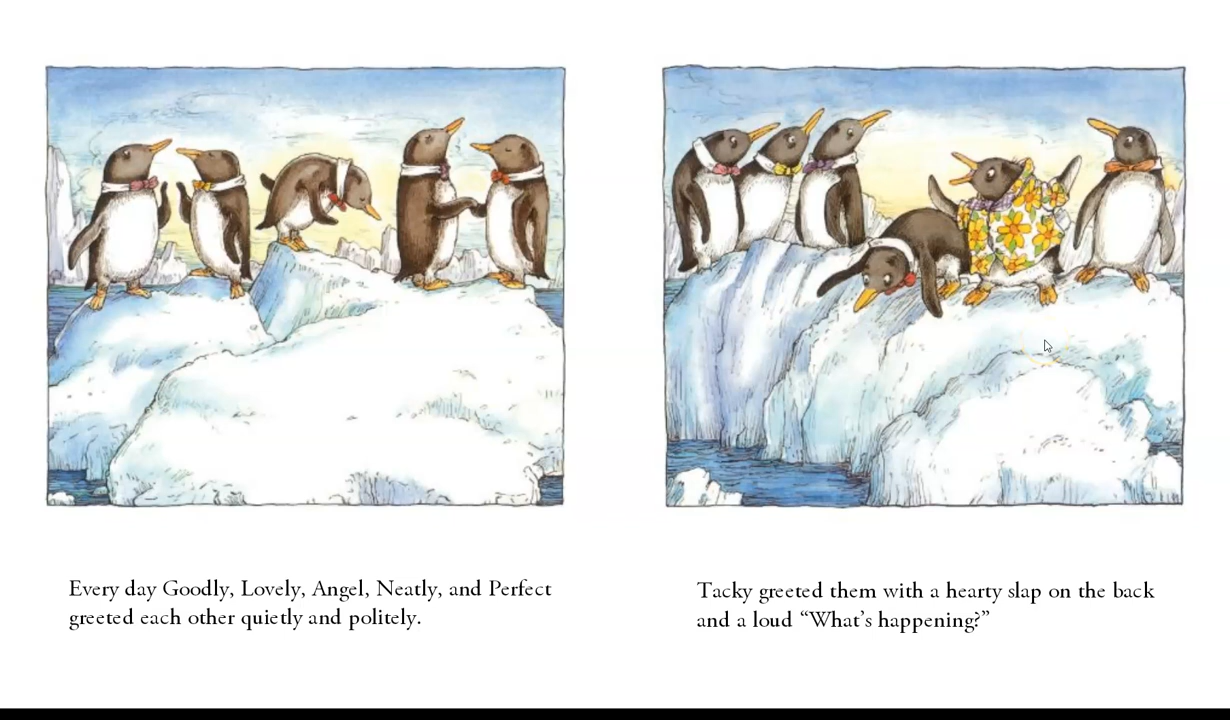 Every day Goodly, Lovely, Angel, Neatly, and Perfect
greeted each other quietly and politely.
Tacky greeted them with a hearty slap on the back
and a loud “What’s happening?”